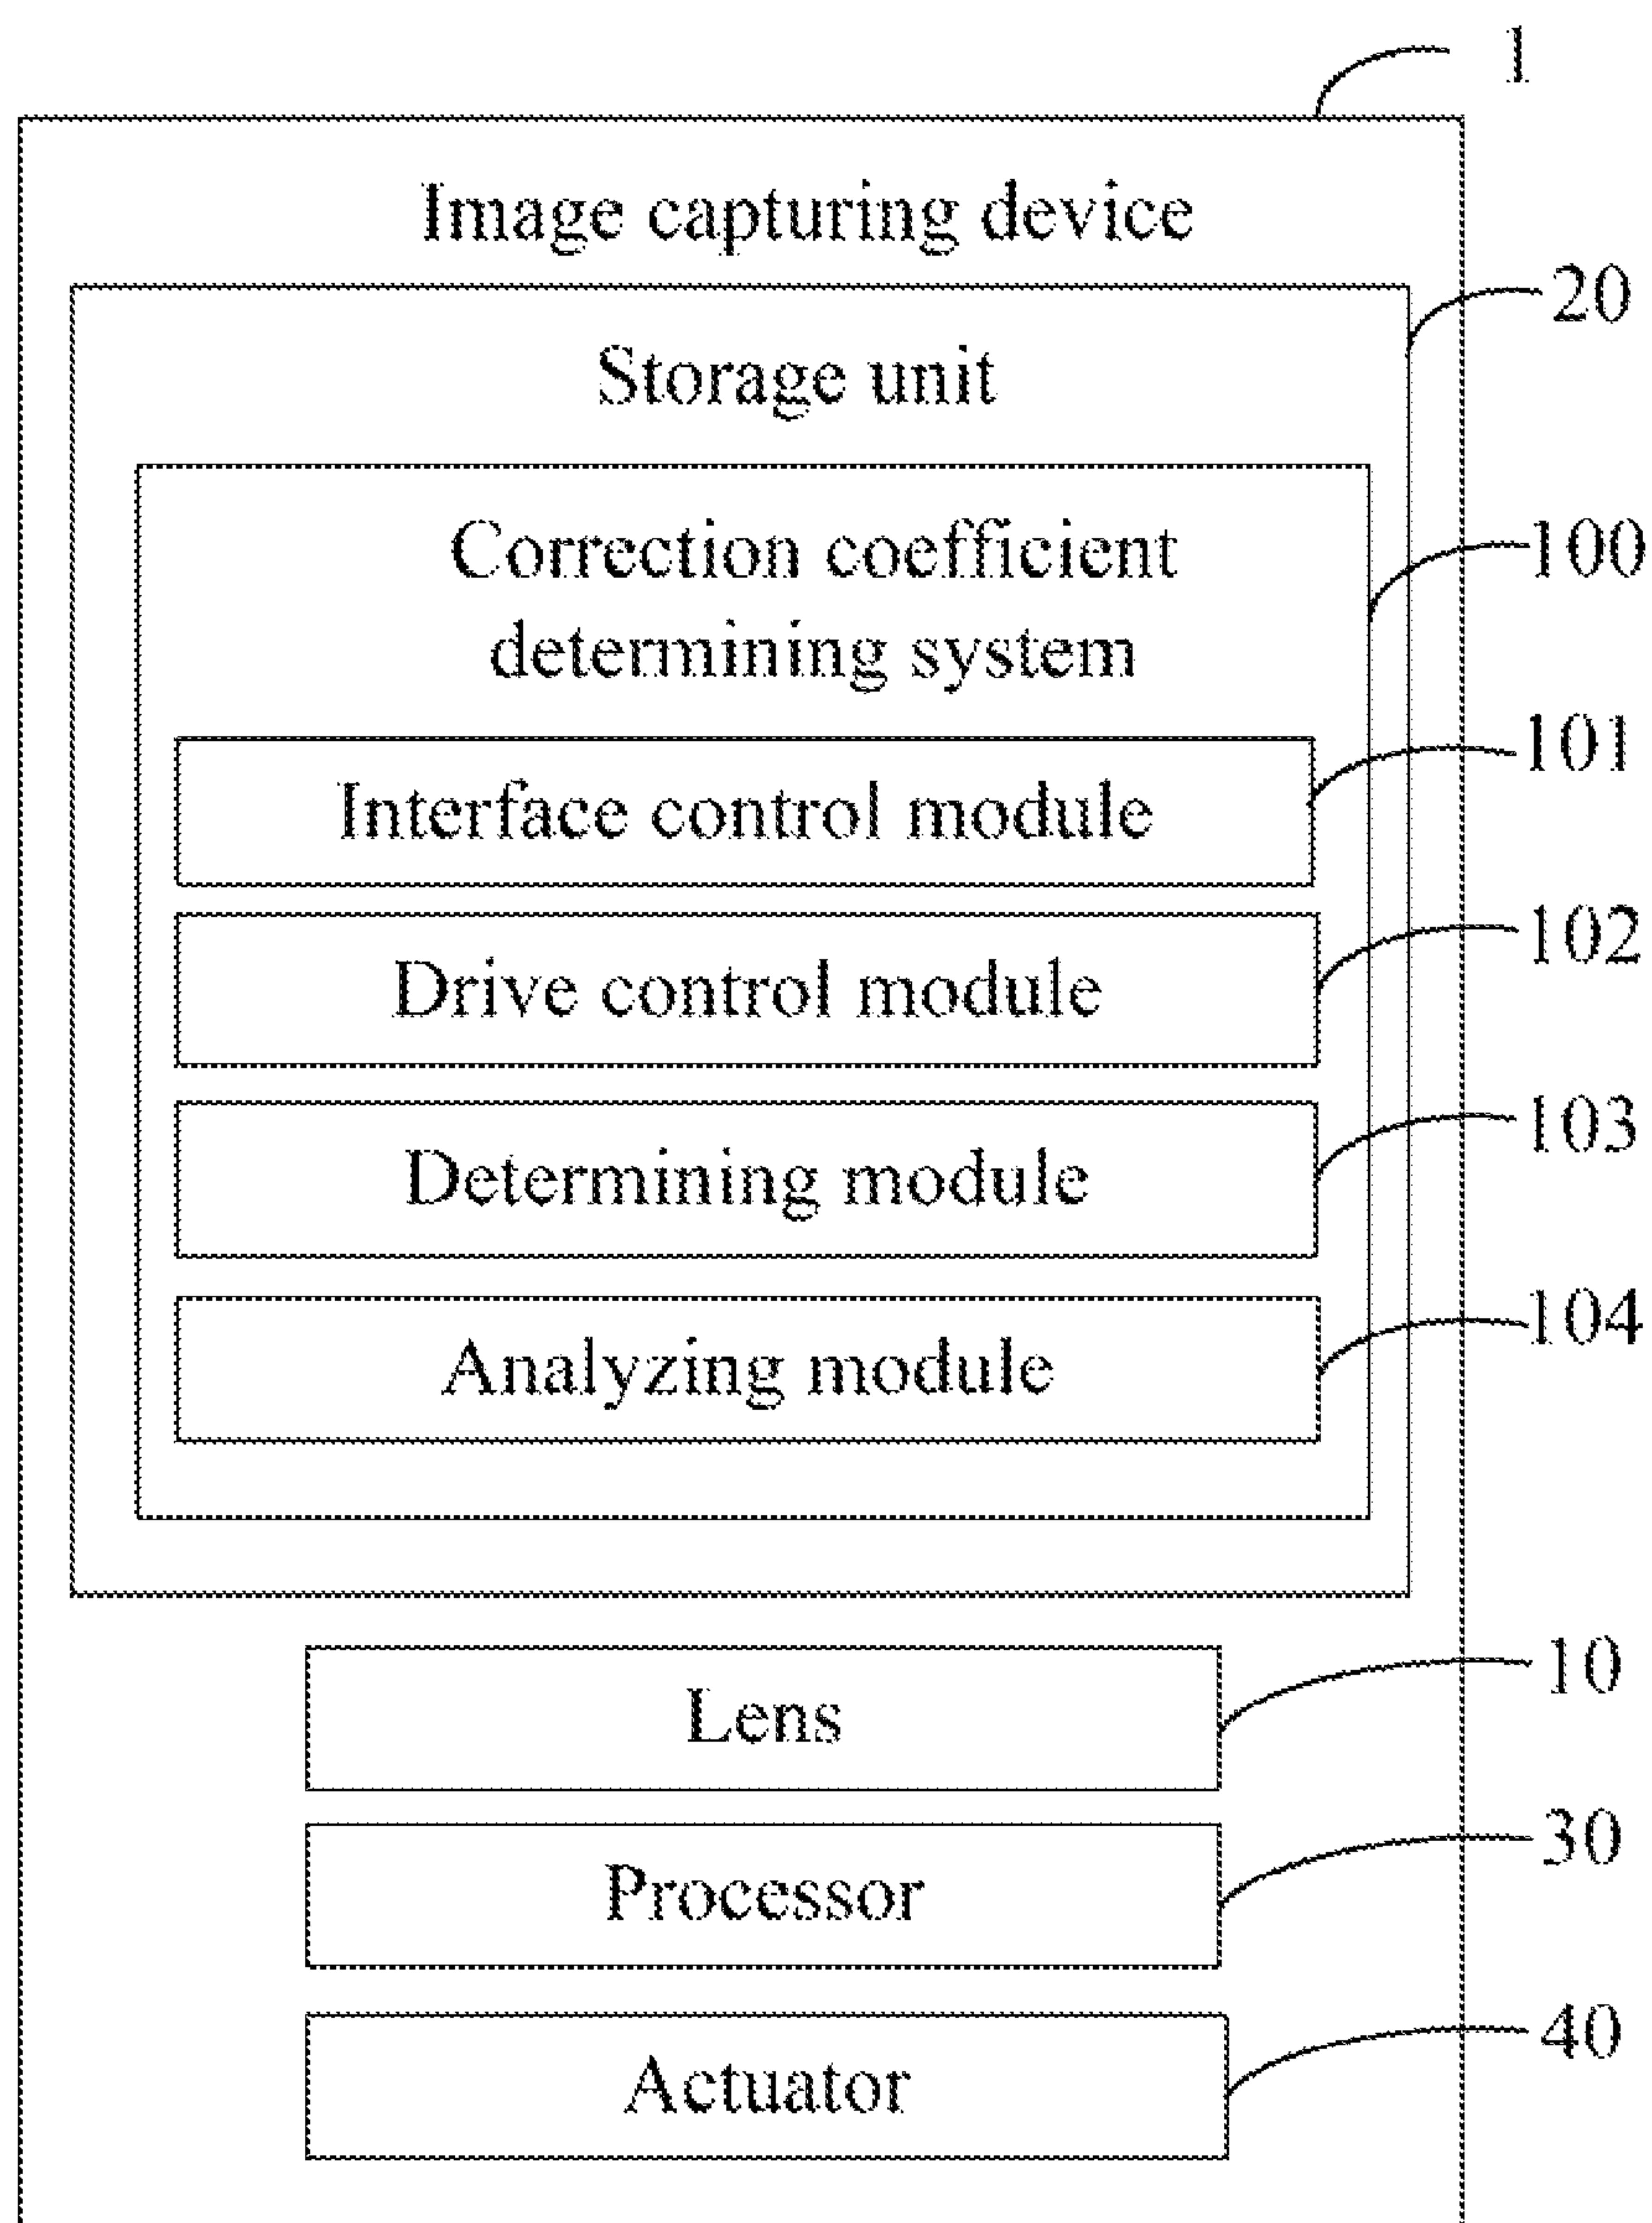 1
Image capturing device
20
Storage unit
100
Correction coefficient
determining system
101
Interface control module
102
Drive control module
103
Determining module
104
Analyzing module
10
Lens
30
Processor
40
Actuator